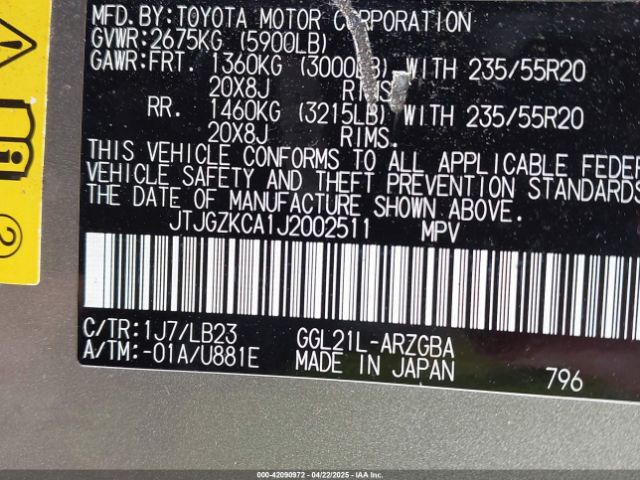 MFD.BY:TOYOTA MOTOR CORPORATION
GVWR:2675KG (5900LB)
GAWR:FRT. 1360KG (3000LB) WITH 235/55R20
20X8J RIMS.
RR. 1460KG (3215LB) WITH 235/55R20
20X8J RIMS.
THIS VEHICLE CONFORMS TO ALL APPLICABLE FEDER
VEHICLE SAFETY AND THEFT PREVENTION STANDARDS
THE DATE OF MANUFACTURE SHOWN ABOVE.
JTJGZKCA1J2002511 MPV
C/TR:1J7/LB23 GGL21L-ARZGBA
A/TM:-01A/U881E MADE IN JAPAN 796
2
000-42090972 - 04/22/2025 - IAAI.COM